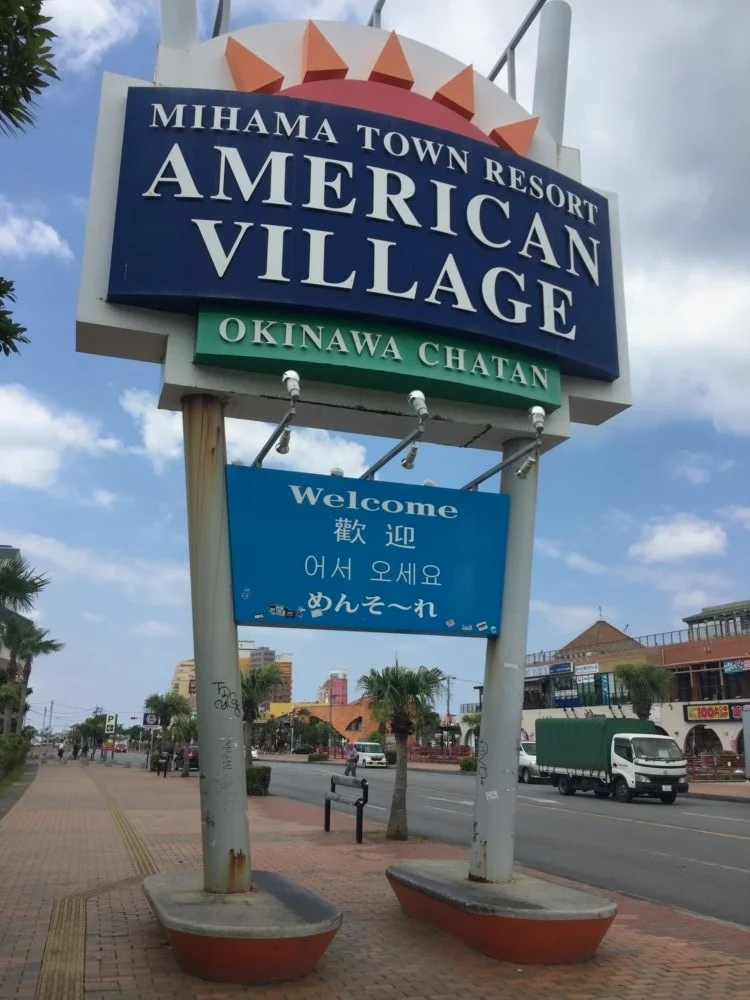 MIHAMA TOWN RESORT
AMERICAN
VILLAGE
OKINAWA CHATAN
Welcome
歡迎
어서 오세요
めんそ〜れ
P
100